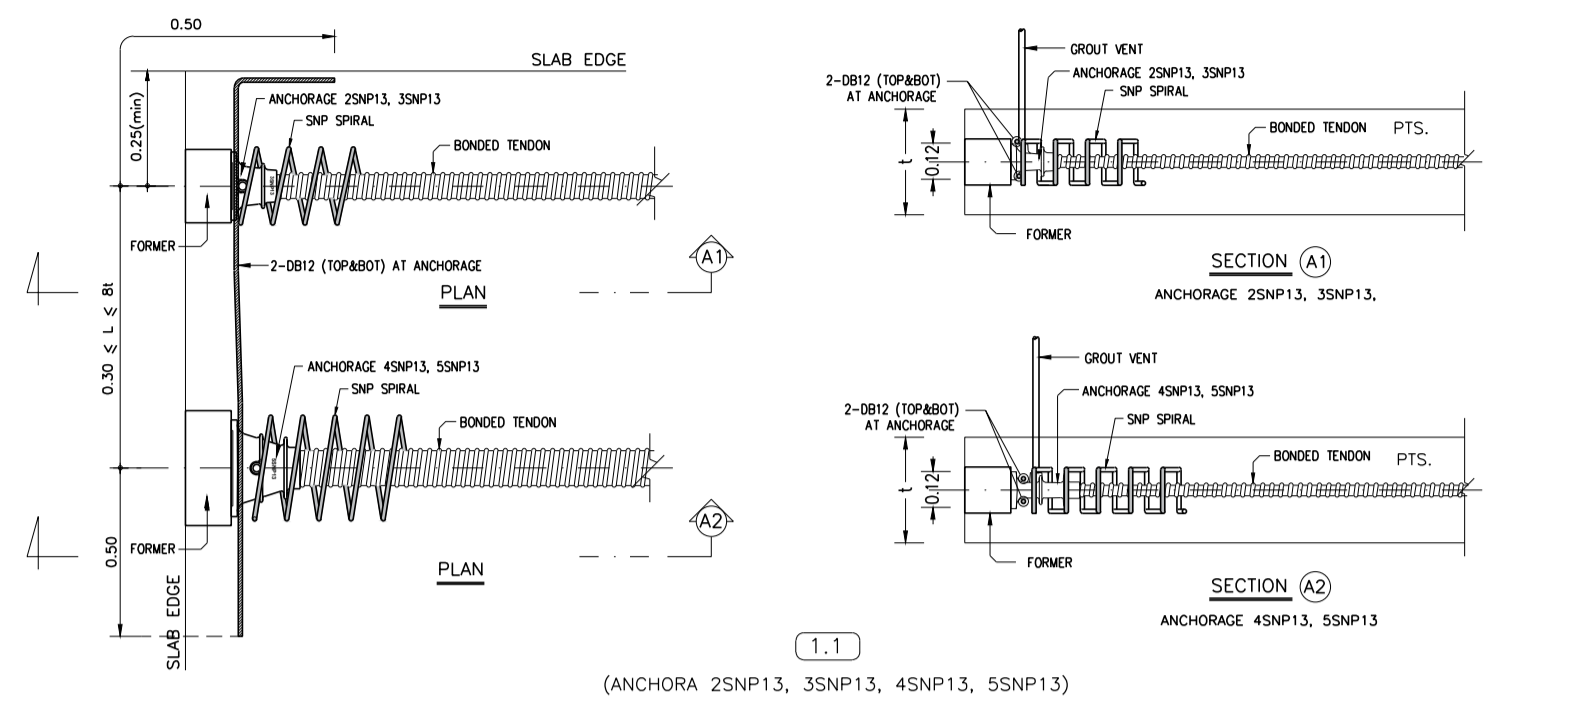 0.50
SLAB EDGE
0.25(min)
ANCHORAGE 2SNP13, 3SNP13
SNP SPIRAL
BONDED TENDON
FORMER
2-DB12 (TOP&BOT) AT ANCHORAGE
A1
PLAN
0.30 ≤ L ≤ 8t
ANCHORAGE 4SNP13, 5SNP13
SNP SPIRAL
BONDED TENDON
5SNP13
FORMER
A2
PLAN
0.50
SLAB EDGE
GROUT VENT
2-DB12 (TOP&BOT)
AT ANCHORAGE
ANCHORAGE 2SNP13, 3SNP13
SNP SPIRAL
BONDED TENDON
PTS.
t
0.12
FORMER
SECTION A1
ANCHORAGE 2SNP13, 3SNP13,
GROUT VENT
ANCHORAGE 4SNP13, 5SNP13
2-DB12 (TOP&BOT)
AT ANCHORAGE
SNP SPIRAL
BONDED TENDON
PTS.
t
0.12
FORMER
SECTION A2
ANCHORAGE 4SNP13, 5SNP13
1.1
(ANCHORA 2SNP13, 3SNP13, 4SNP13, 5SNP13)